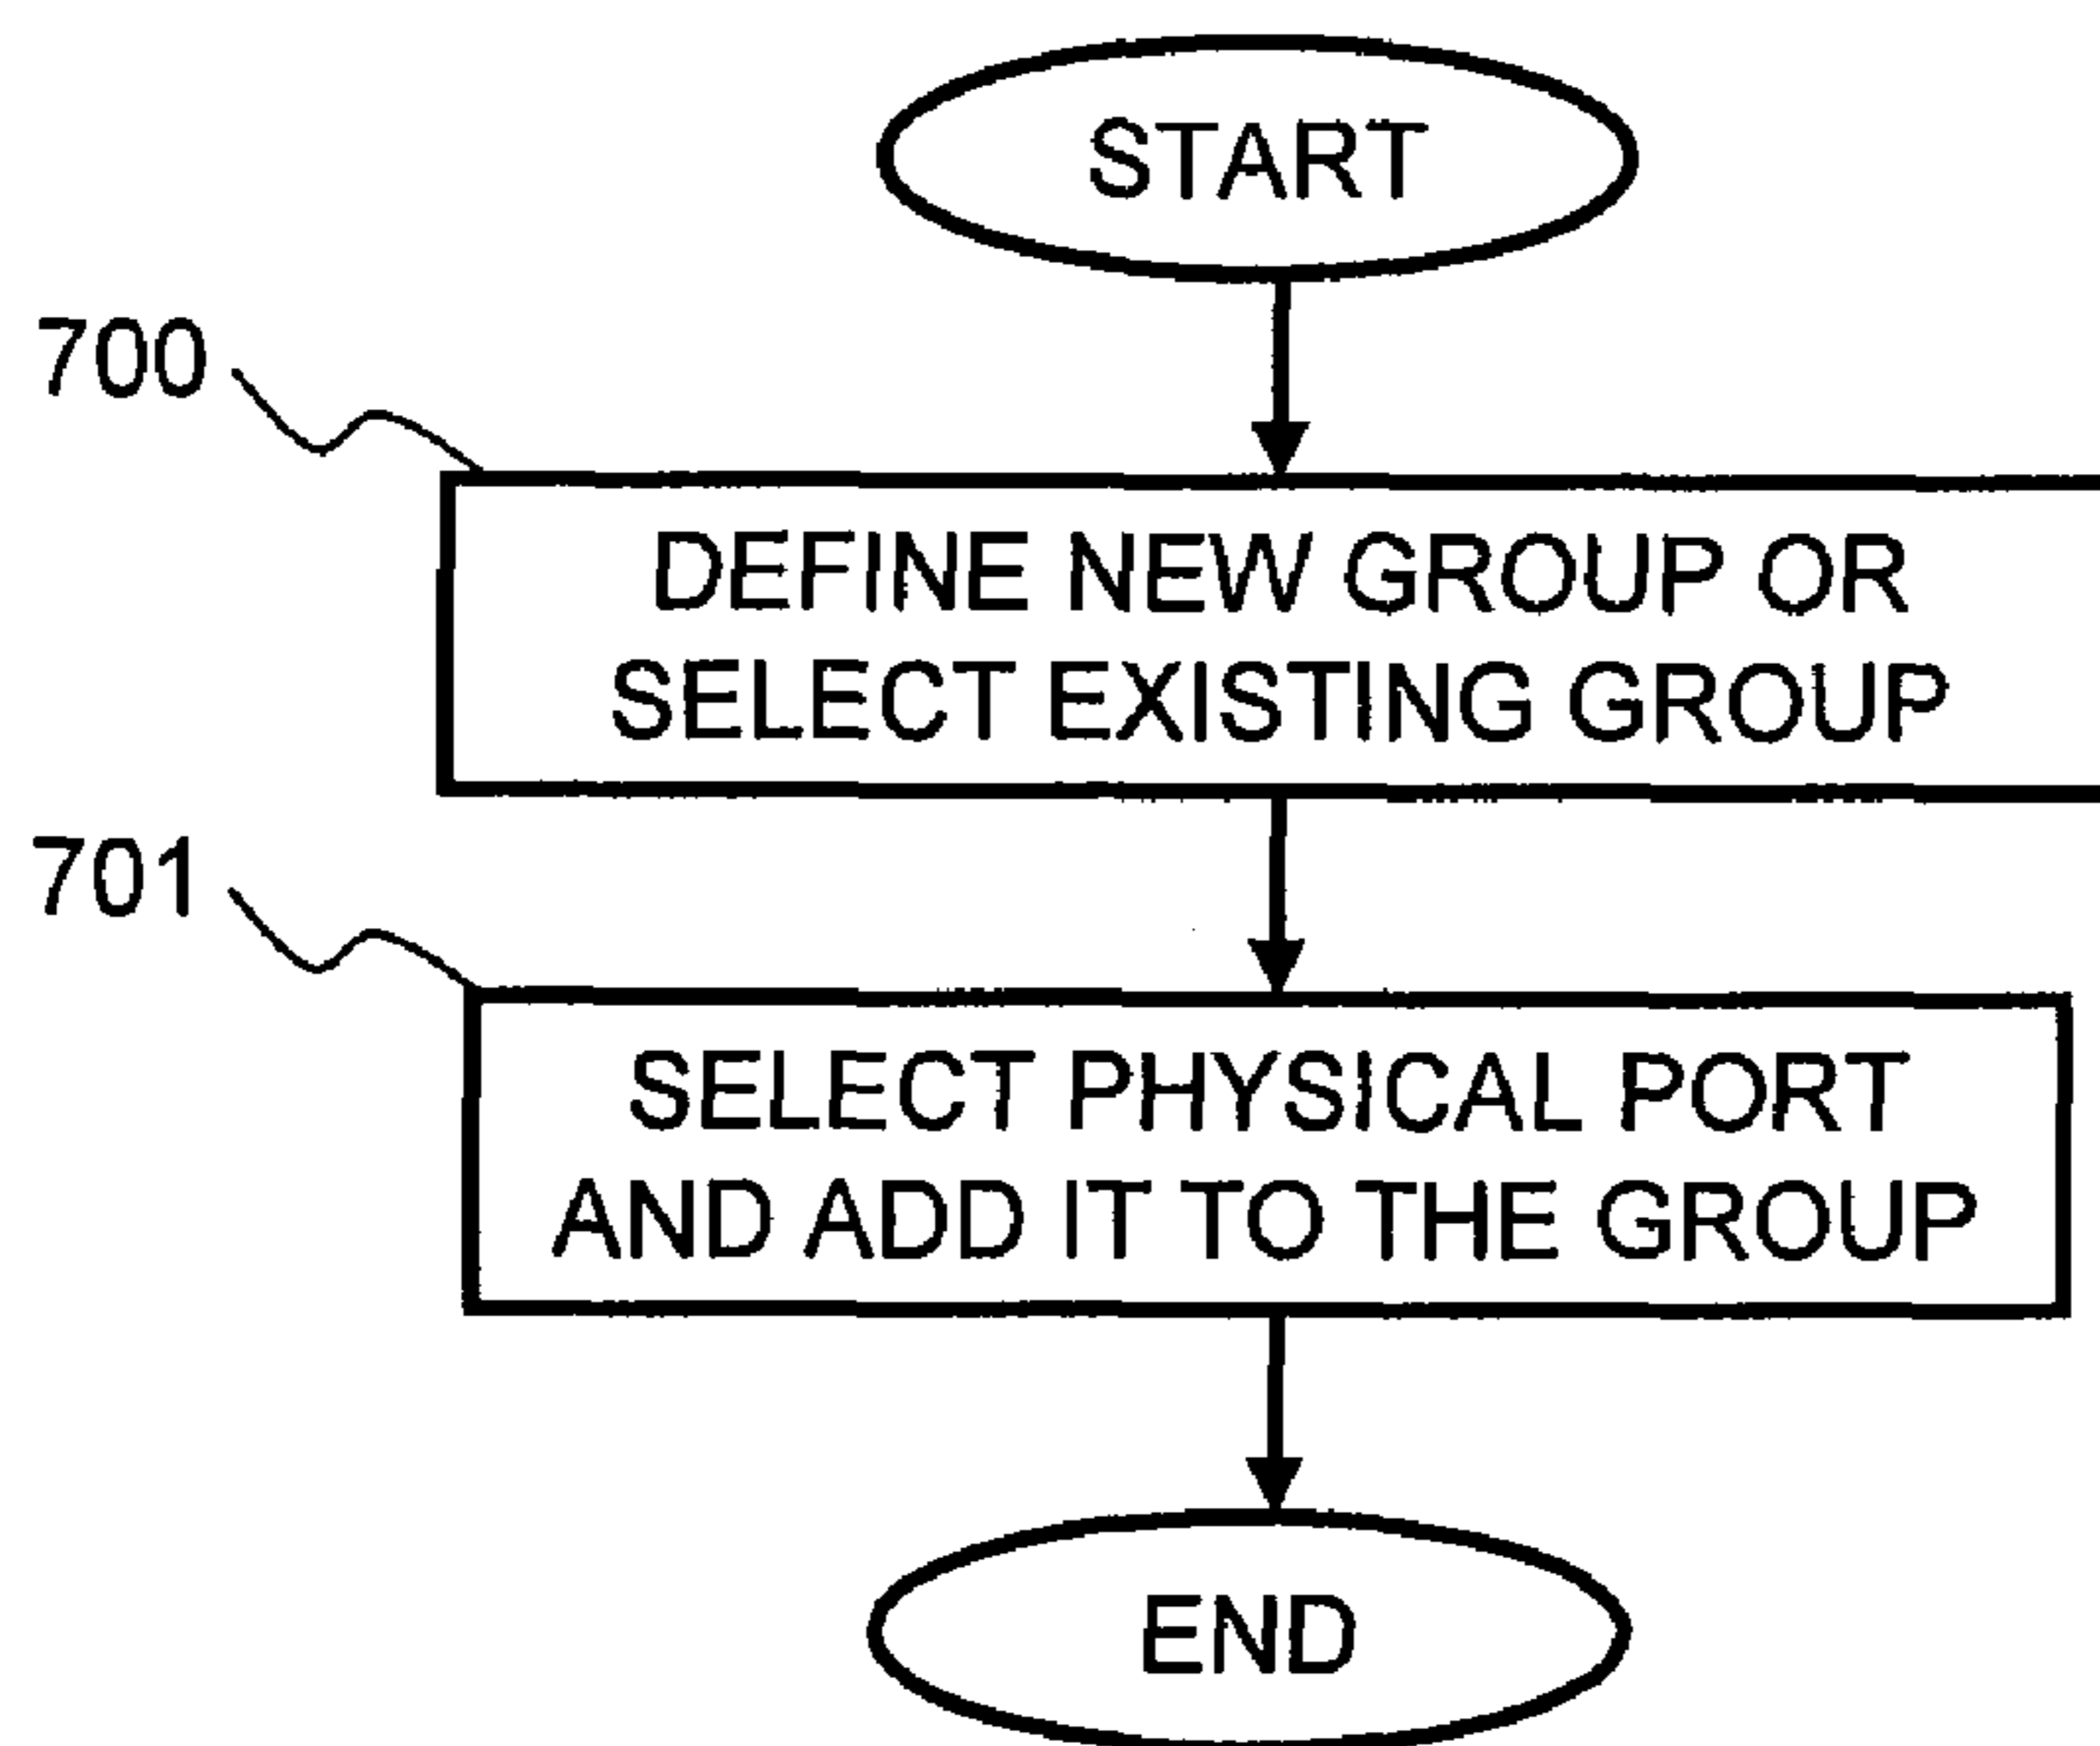 START
700
DEFINE NEW GROUP OR
SELECT EXISTING GROUP
701
SELECT PHYSICAL PORT
AND ADD IT TO THE GROUP
END